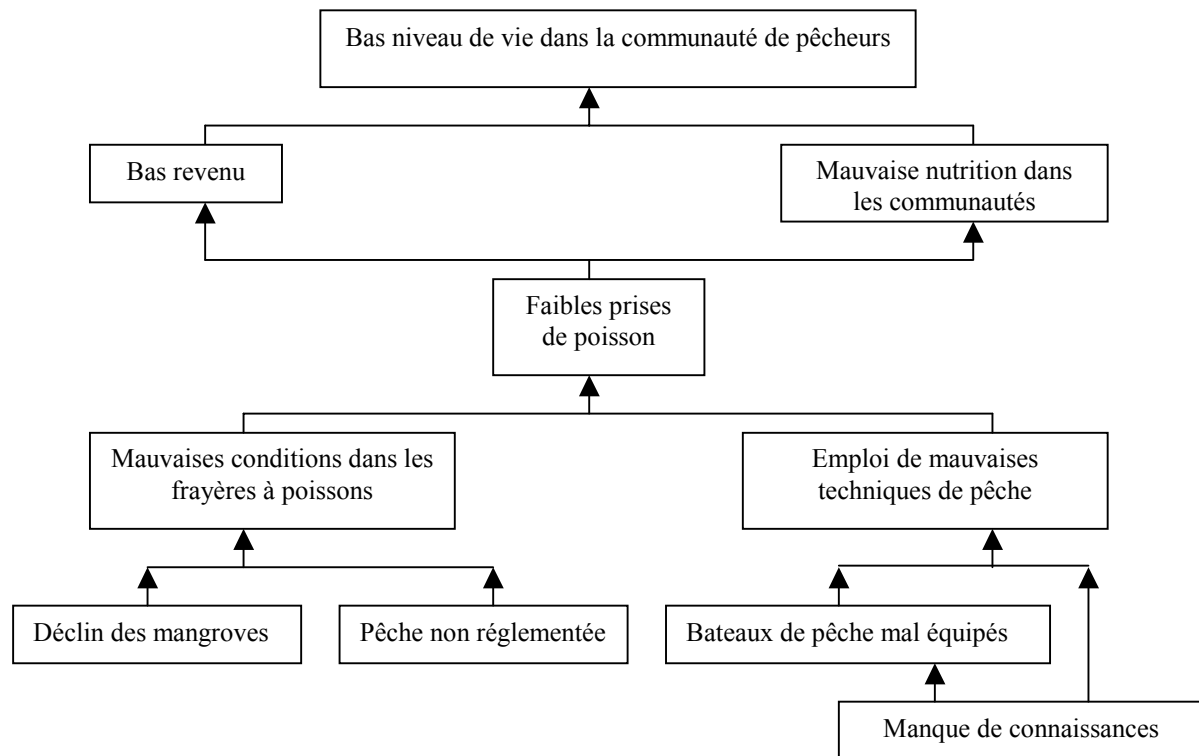 Bas niveau de vie dans la communauté de pêcheurs
Bas revenu
Mauvaise nutrition dans
les communautés
Faibles prises
de poisson
Mauvaises conditions dans les
frayères à poissons
Emploi de mauvaises
techniques de pêche
Déclin des mangroves
Pêche non réglementée
Bateaux de pêche mal équipés
Manque de connaissances